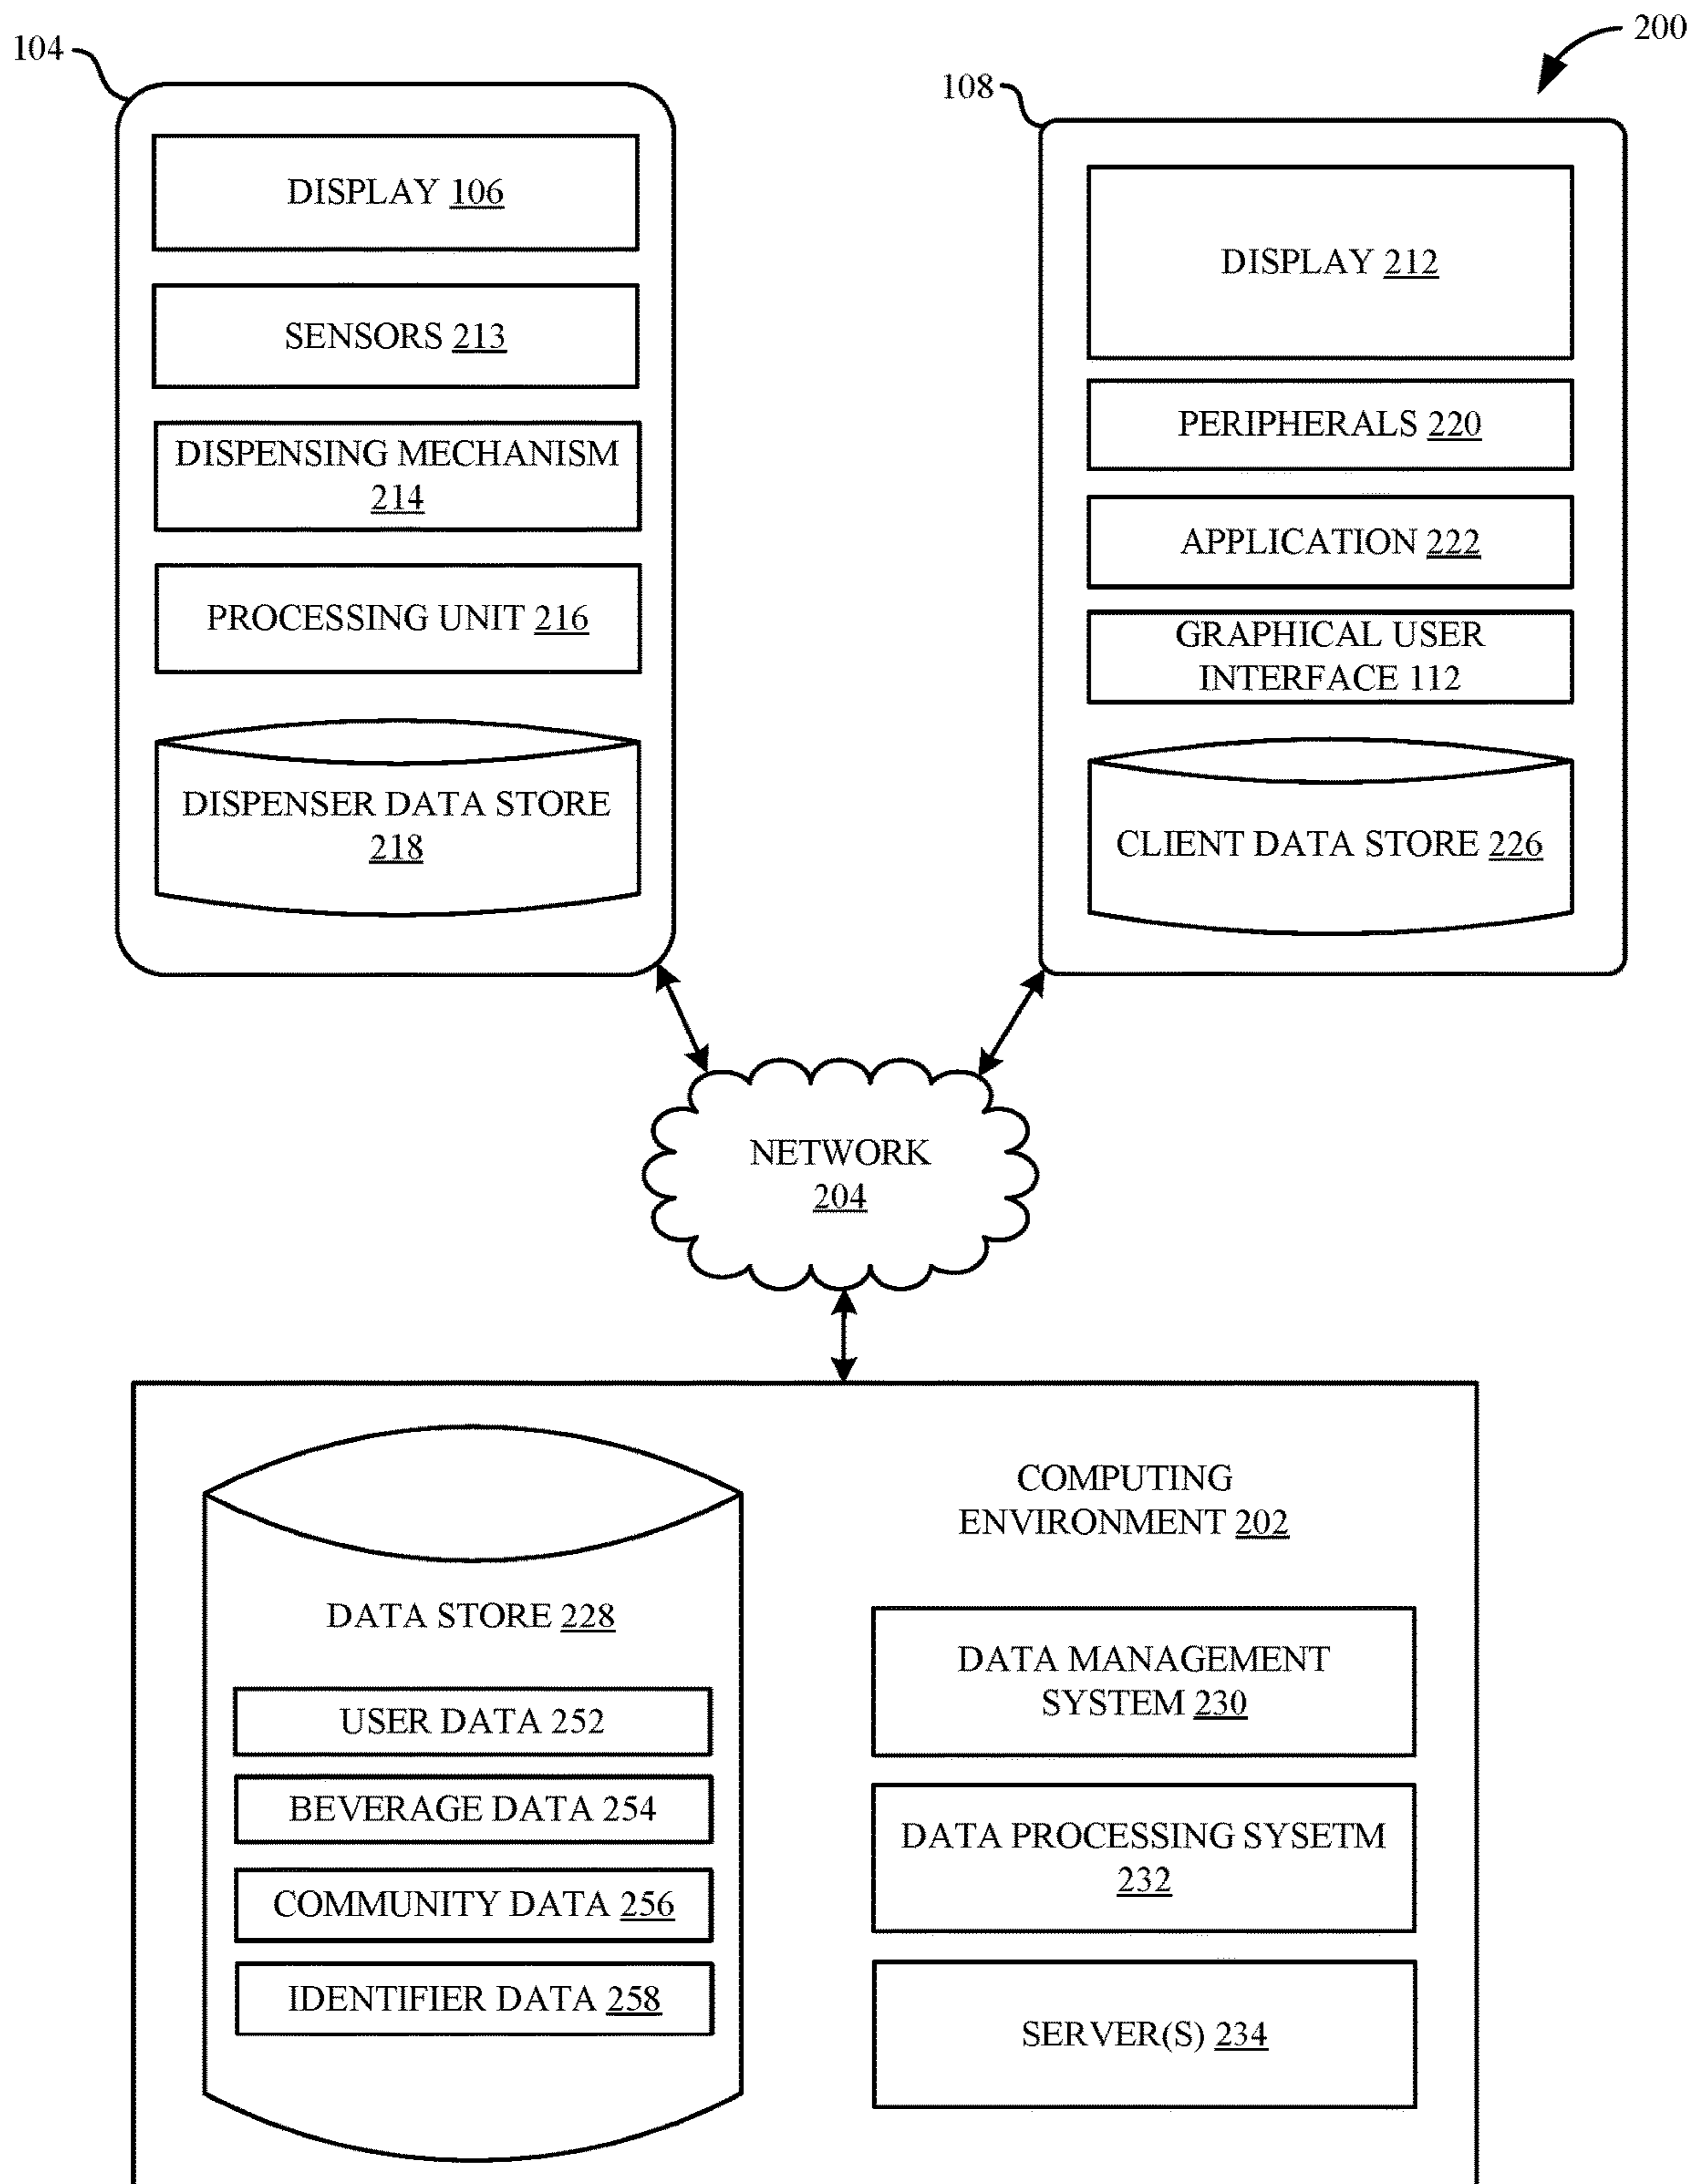 104
DISPLAY 106
SENSORS 213
DISPENSING MECHANISM
214
PROCESSING UNIT 216
DISPENSER DATA STORE
218
200
108
DISPLAY 212
PERIPHERALS 220
APPLICATION 222
GRAPHICAL USER
INTERFACE 112
CLIENT DATA STORE 226
NETWORK
204
DATA STORE 228
USER DATA 252
BEVERAGE DATA 254
COMMUNITY DATA 256
IDENTIFIER DATA 258
COMPUTING
ENVIRONMENT 202
DATA MANAGEMENT
SYSTEM 230
DATA PROCESSING SYSETM
232
SERVER(S) 234